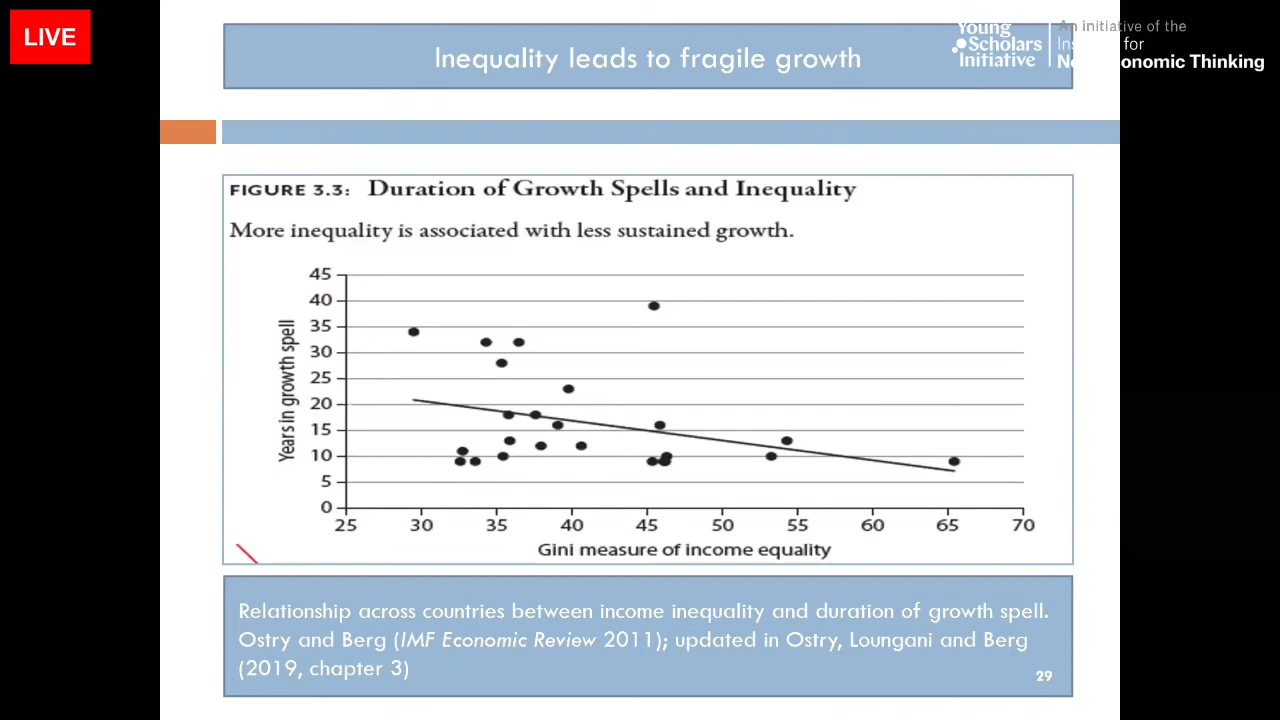 LIVE
Inequality leads to fragile growth
Young
Scholars
Initiative
An initiative of the
for
onomic Thinking
FIGURE 3.3: Duration of Growth Spells and Inequality
More inequality is associated with less sustained growth.
Years in growth spell
45
40
35
30
25
20
15
10
5
0
25 30 35 40 45 50 55 60 65 70
Gini measure of income equality
Relationship across countries between income inequality and duration of growth spell.
Ostry and Berg (IMF Economic Review 2011); updated in Ostry, Loungani and Berg
(2019, chapter 3)
29